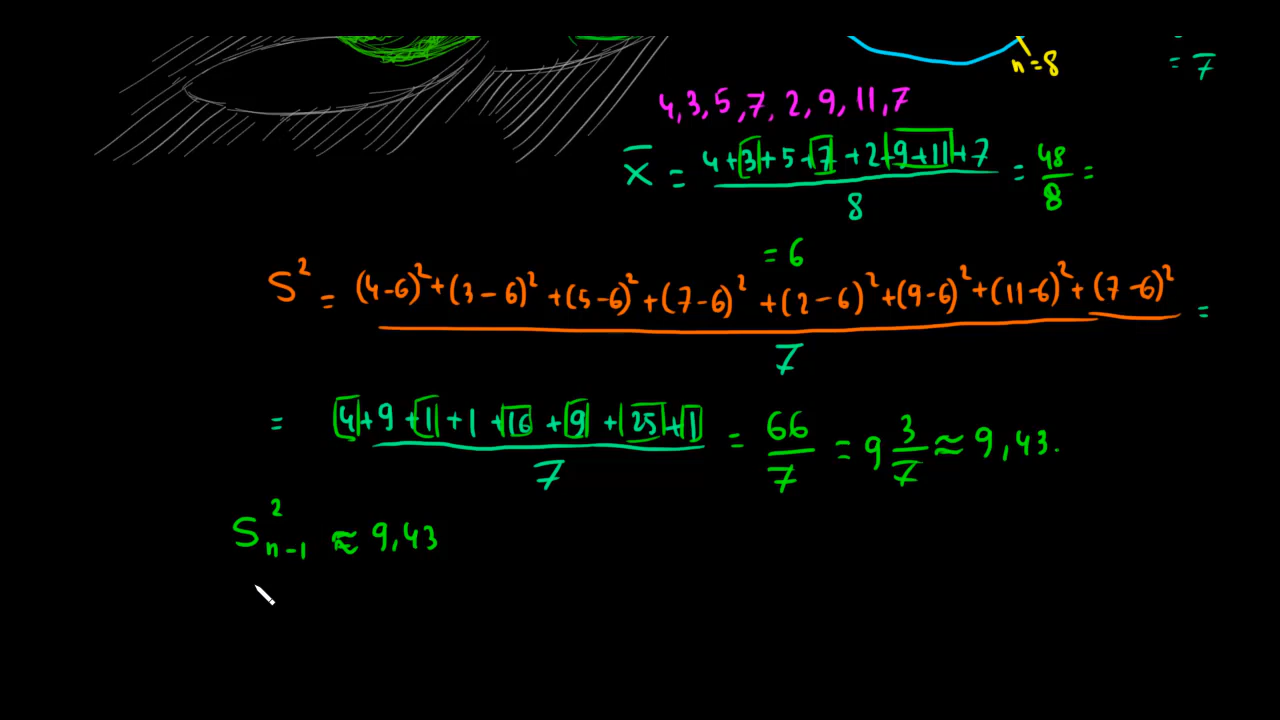 n=8
= 7
4, 3, 5, 7, 2, 9, 11, 7
x̅ = (4+3+5+7+2+9+11+7)/8 = 48/8 =
= 6
S² = ((4-6)²+(3-6)²+(5-6)²+(7-6)²+(2-6)²+(9-6)²+(11-6)²+(7-6)²)/7 =
= (4+9+1+1+16+9+25+1)/7 = 66/7 = 9 3/7 ≈ 9,43.
S²ₙ₋₁ ≈ 9,43